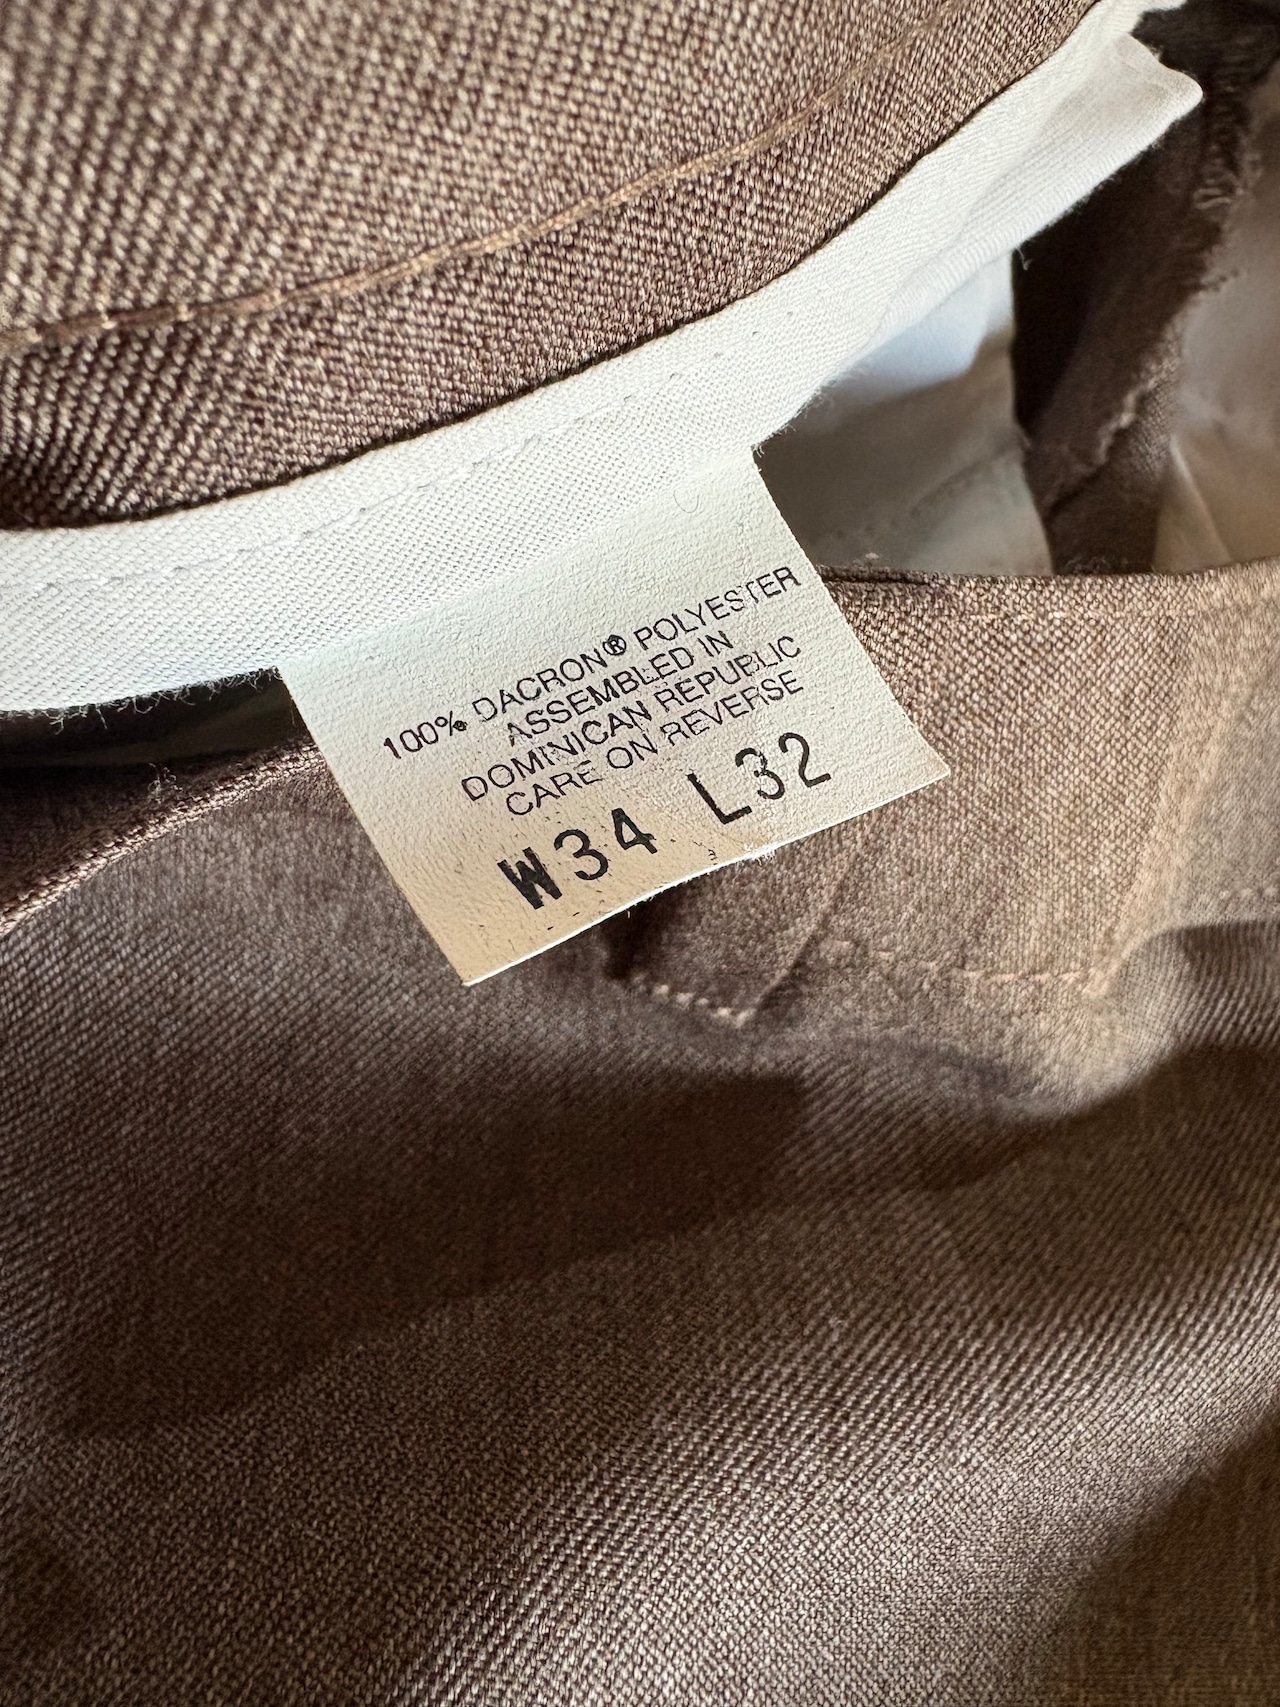 100% DACRON® POLYESTER
ASSEMBLED IN
DOMINICAN REPUBLIC
CARE ON REVERSE
W34 L32